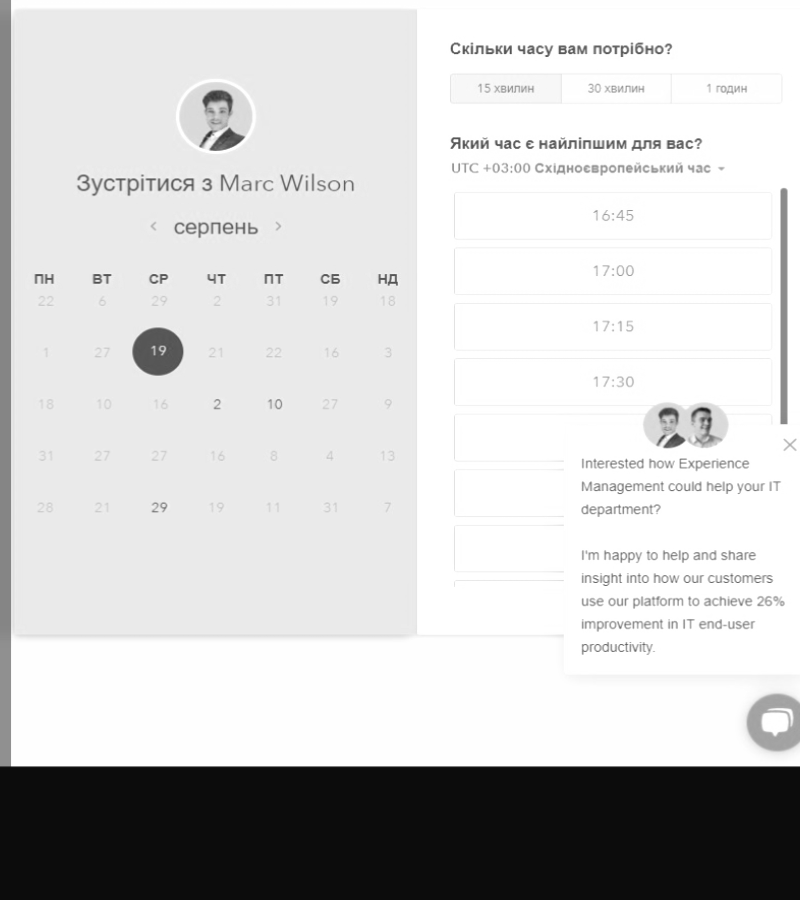 Зустрітися з Marc Wilson
серпень
ПН ВТ СР ЧТ ПТ СБ НД
22 6 29 2 31 19 18
1 27 19 21 22 16 3
18 10 16 2 10 27 9
31 27 27 16 8 4 13
28 21 29 19 11 31 7
Скільки часу вам потрібно?
15 хвилин 30 хвилин 1 годин
Який час є найліпшим для вас?
UTC +03:00 Східноєвропейський час
16:45
17:00
17:15
17:30
Interested how Experience
Management could help your IT
department?
I'm happy to help and share
insight into how our customers
use our platform to achieve 26%
improvement in IT end-user
productivity.